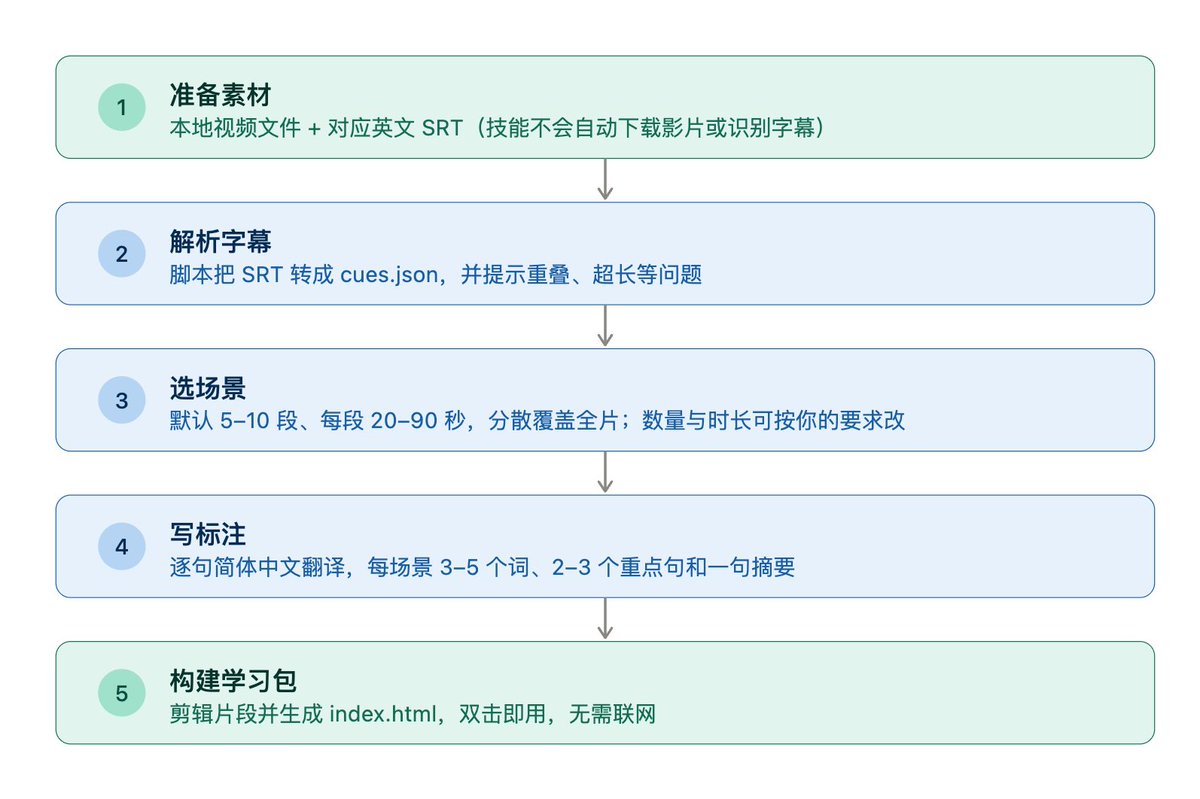 1
准备素材
本地视频文件 + 对应英文 SRT（技能不会自动下载影片或识别字幕）
2
解析字幕
脚本把 SRT 转成 cues.json，并提示重叠、超长等问题
3
选场景
默认 5–10 段、每段 20–90 秒，分散覆盖全片；数量与时长可按你的要求改
4
写标注
逐句简体中文翻译，每场景 3–5 个词、2–3 个重点句和一句摘要
5
构建学习包
剪辑片段并生成 index.html，双击即用，无需联网